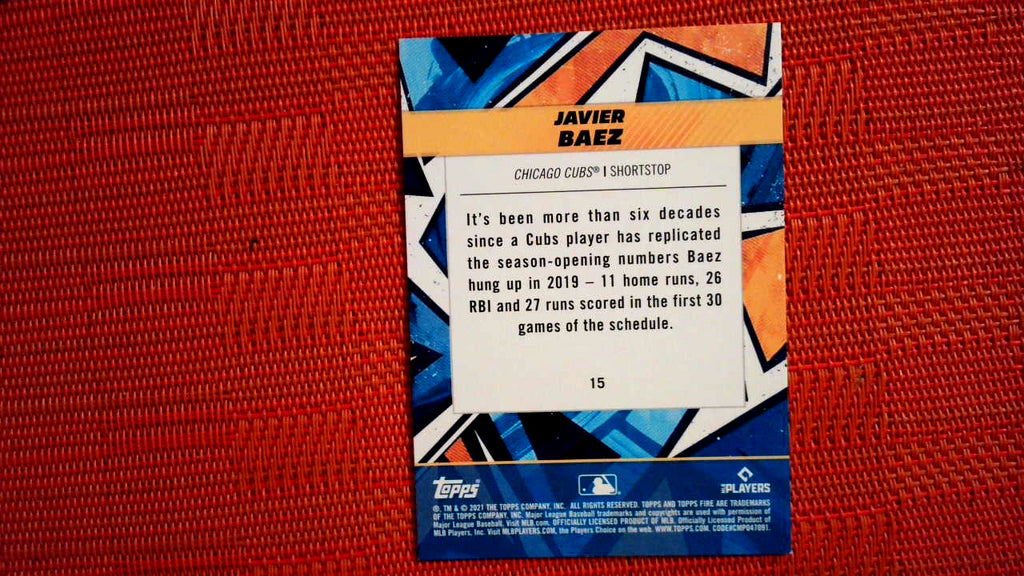 JAVIER
BAEZ
CHICAGO CUBS® | SHORTSTOP
It's been more than six decades
since a Cubs player has replicated
the season-opening numbers Baez
hung up in 2019 – 11 home runs, 26
RBI and 27 runs scored in the first 30
games of the schedule.
15
Topps
MLB PLAYERS
®, TM & © 2021 THE TOPPS COMPANY, INC. ALL RIGHTS RESERVED. TOPPS AND TOPPS FIRE ARE TRADEMARKS
OF THE TOPPS COMPANY, INC. Major League Baseball trademarks and copyrights are used with permission of
Major League Baseball. Visit MLB.com. OFFICIALLY LICENSED PRODUCT OF MLB. Officially Licensed Product of
MLB Players, Inc. Visit MLBPLAYERS.COM, the Players Choice on the web. WWW.TOPPS.COM. CODE#CMP047091.